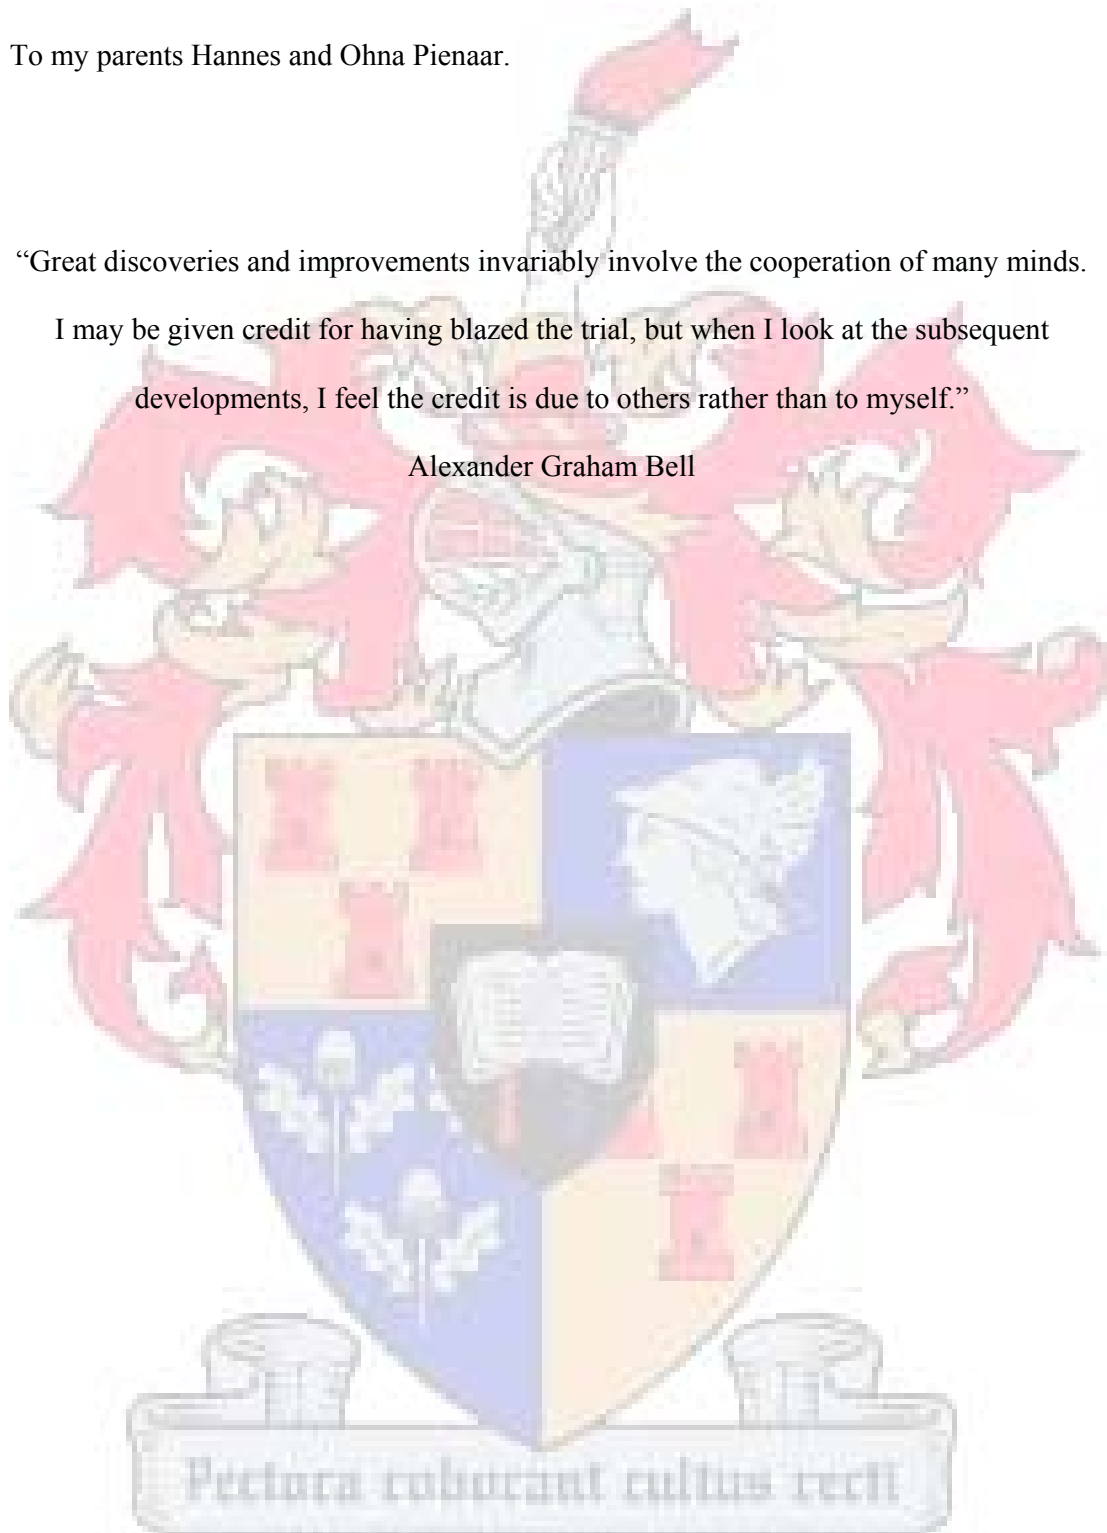 To my parents Hannes and Ohna Pienaar.
“Great discoveries and improvements invariably involve the cooperation of many minds.
I may be given credit for having blazed the trial, but when I look at the subsequent
developments, I feel the credit is due to others rather than to myself.”
Alexander Graham Bell
Pectora roborant cultus recti